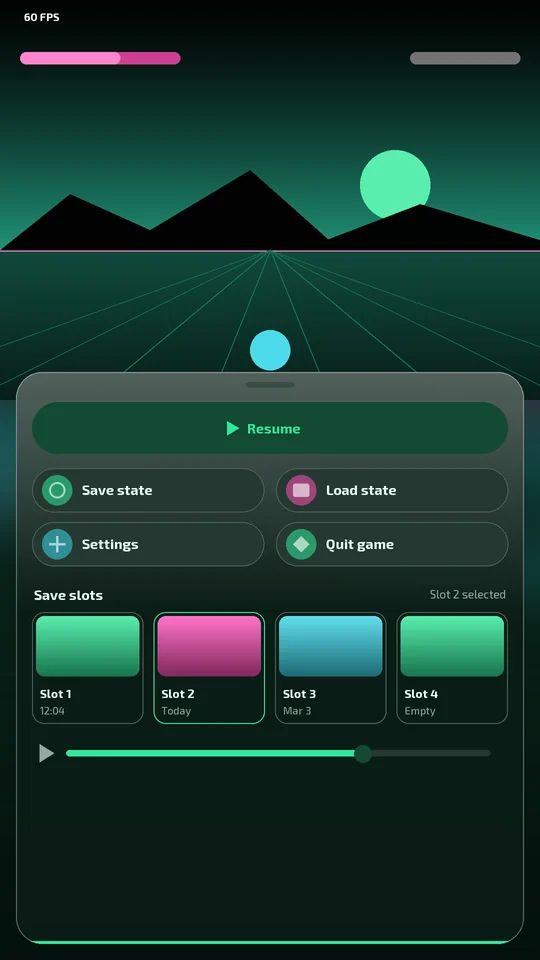 60 FPS
Resume
Save state
Load state
Settings
Quit game
Save slots
Slot 2 selected
Slot 1
12:04
Slot 2
Today
Slot 3
Mar 3
Slot 4
Empty